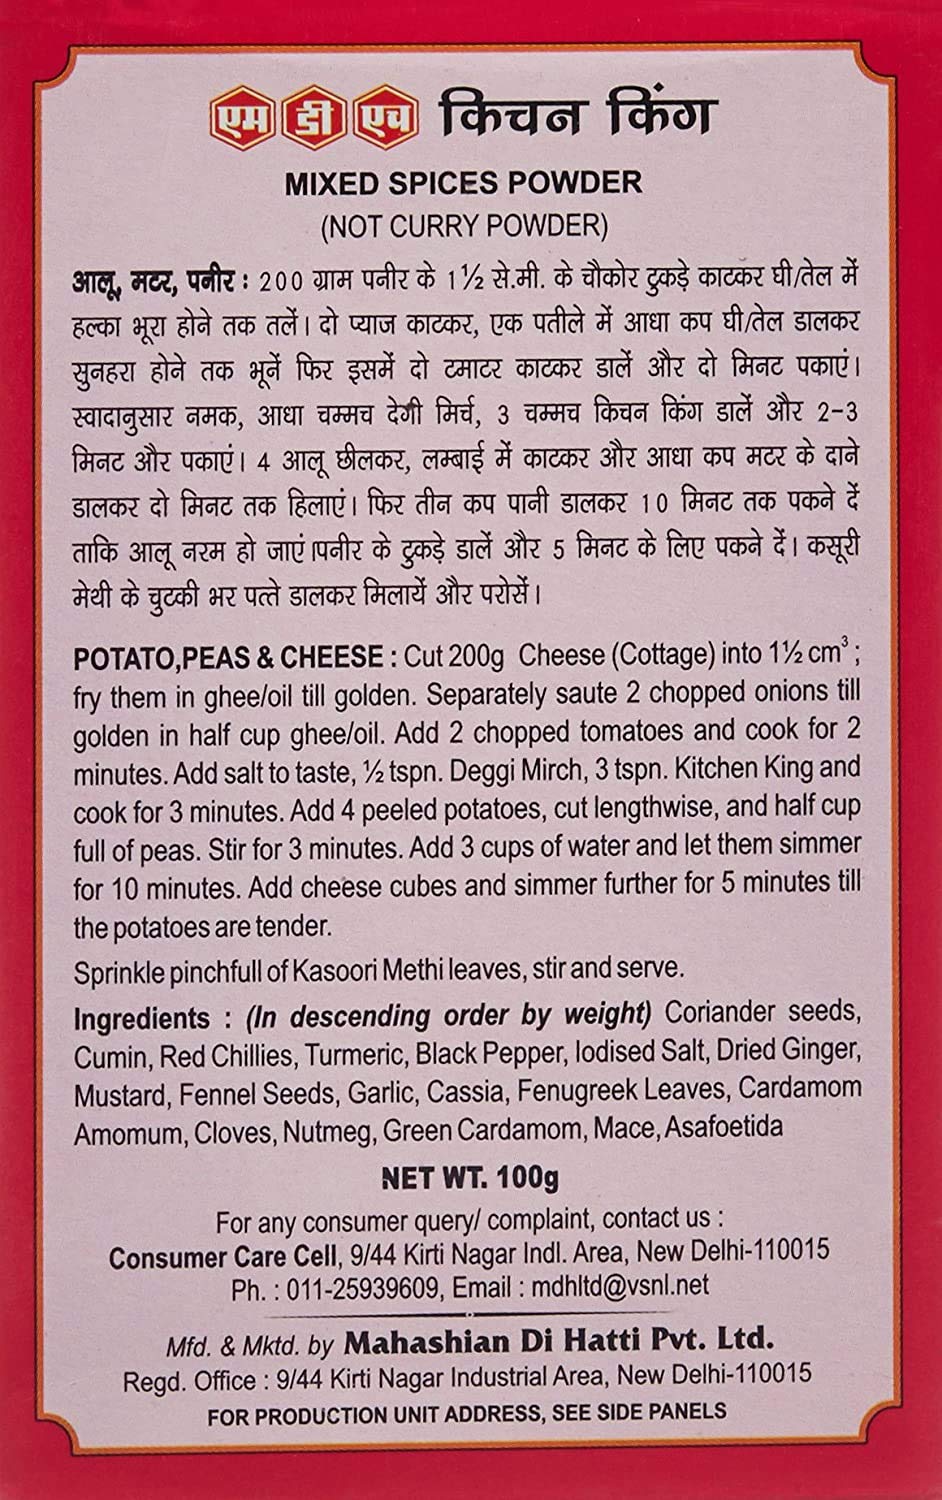 एम डी एच किचन किंग
MIXED SPICES POWDER
(NOT CURRY POWDER)
आलू, मटर, पनीर : 200 ग्राम पनीर के 1½ से.मी. के चौकोर टुकड़े काटकर घी/तेल में
हल्का भूरा होने तक तलें। दो प्याज काटकर, एक पतीले में आधा कप घी/तेल डालकर
सुनहरा होने तक भूनें फिर इसमें दो टमाटर काटकर डालें और दो मिनट पकाएं।
स्वादानुसार नमक, आधा चम्मच देगी मिर्च, 3 चम्मच किचन किंग डालें और 2-3
मिनट और पकाएं। 4 आलू छीलकर, लम्बाई में काटकर और आधा कप मटर के दाने
डालकर दो मिनट तक हिलाएं। फिर तीन कप पानी डालकर 10 मिनट तक पकने दें
ताकि आलू नरम हो जाएं।पनीर के टुकड़े डालें और 5 मिनट के लिए पकने दें। कसूरी
मेथी के चुटकी भर पत्ते डालकर मिलायें और परोसें।
POTATO,PEAS & CHEESE : Cut 200g Cheese (Cottage) into 1½ cm³ ;
fry them in ghee/oil till golden. Separately saute 2 chopped onions till
golden in half cup ghee/oil. Add 2 chopped tomatoes and cook for 2
minutes. Add salt to taste, ½ tspn. Deggi Mirch, 3 tspn. Kitchen King and
cook for 3 minutes. Add 4 peeled potatoes, cut lengthwise, and half cup
full of peas. Stir for 3 minutes. Add 3 cups of water and let them simmer
for 10 minutes. Add cheese cubes and simmer further for 5 minutes till
the potatoes are tender.
Sprinkle pinchfull of Kasoori Methi leaves, stir and serve.
Ingredients : (In descending order by weight) Coriander seeds,
Cumin, Red Chillies, Turmeric, Black Pepper, Iodised Salt, Dried Ginger,
Mustard, Fennel Seeds, Garlic, Cassia, Fenugreek Leaves, Cardamom
Amomum, Cloves, Nutmeg, Green Cardamom, Mace, Asafoetida
NET WT. 100g
For any consumer query/ complaint, contact us :
Consumer Care Cell, 9/44 Kirti Nagar Indl. Area, New Delhi-110015
Ph. : 011-25939609, Email : mdhltd@vsnl.net
Mfd. & Mktd. by Mahashian Di Hatti Pvt. Ltd.
Regd. Office : 9/44 Kirti Nagar Industrial Area, New Delhi-110015
FOR PRODUCTION UNIT ADDRESS, SEE SIDE PANELS